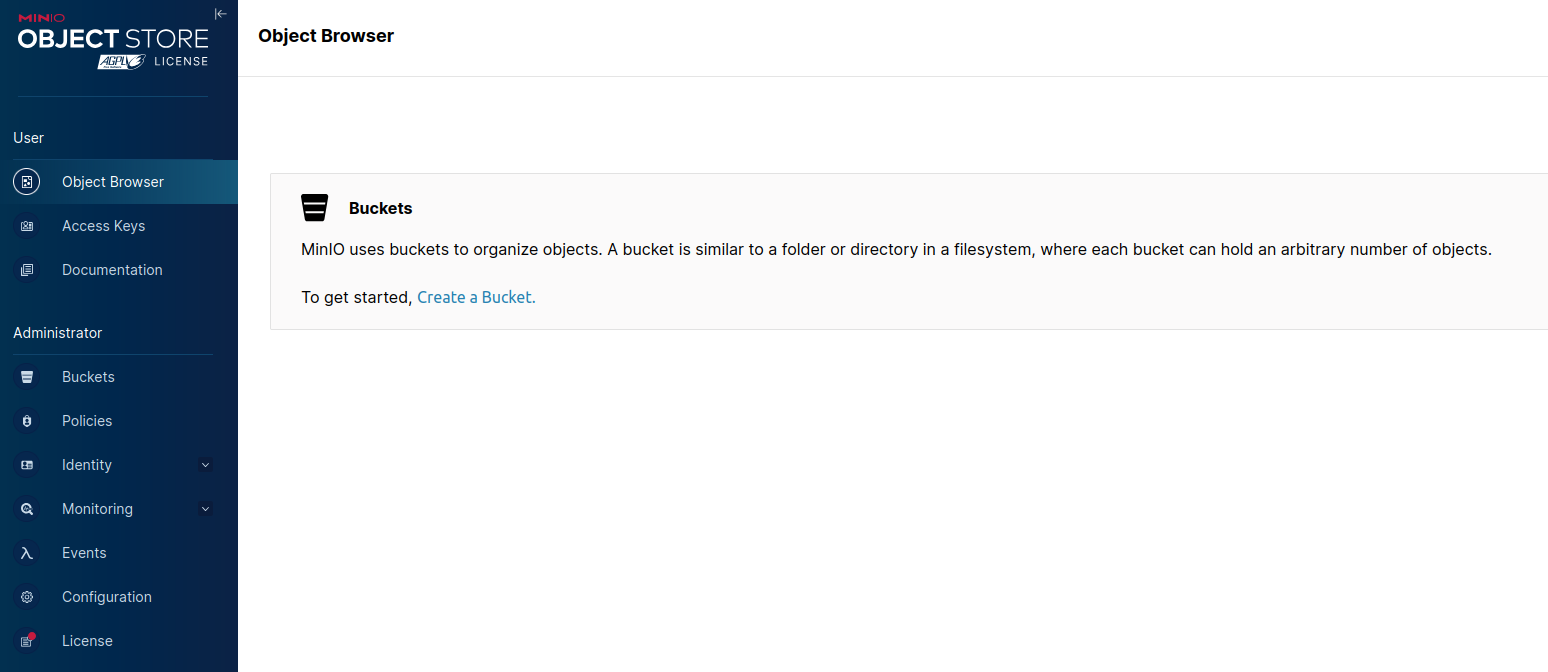 MINIO
OBJECT STORE
AGPL LICENSE
User
Object Browser
Access Keys
Documentation
Administrator
Buckets
Policies
Identity
Monitoring
Events
Configuration
License
Object Browser
Buckets
MinIO uses buckets to organize objects. A bucket is similar to a folder or directory in a filesystem, where each bucket can hold an arbitrary number of objects.
To get started, Create a Bucket.